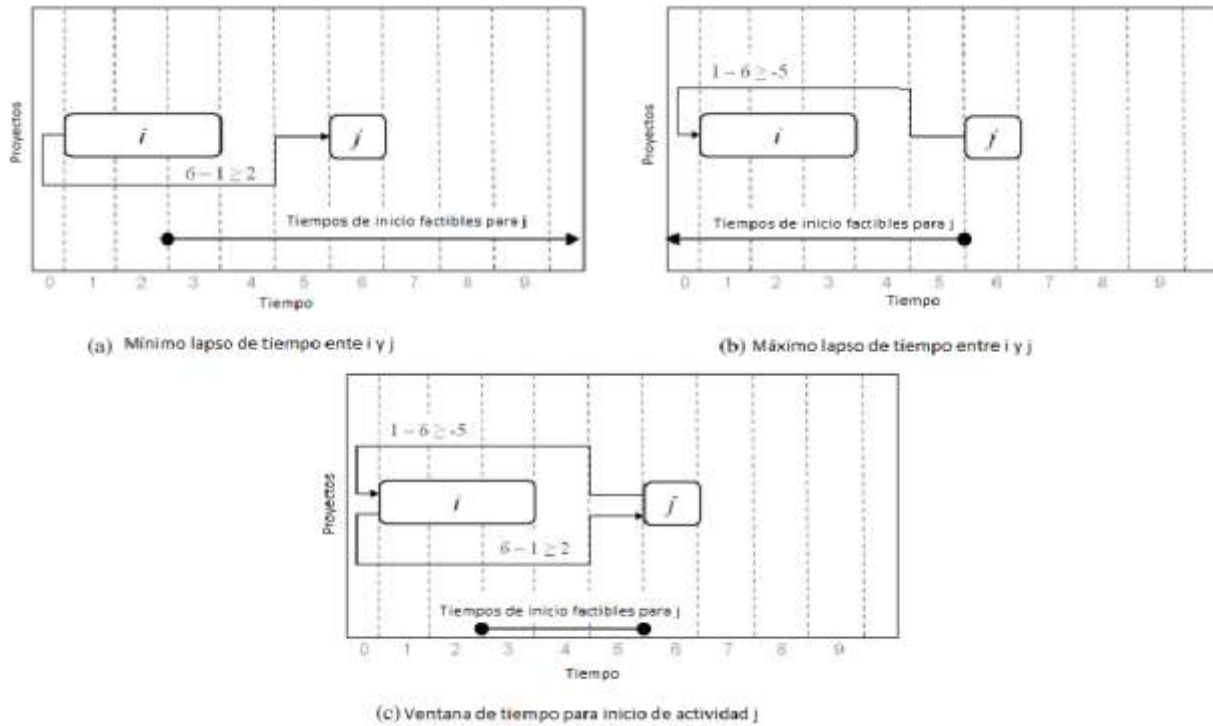 Proyectos
i
j
6 – 1 ≥ 2
Tiempos de inicio factibles para j
0 1 2 3 4 5 6 7 8 9
Tiempo
(a) Mínimo lapso de tiempo ente i y j
Proyectos
1 – 6 ≥ -5
i
j
Tiempos de inicio factibles para j
0 1 2 3 4 5 6 7 8 9
Tiempo
(b) Máximo lapso de tiempo entre i y j
Proyectos
1 – 6 ≥ -5
i
j
6 – 1 ≥ 2
Tiempos de inicio factibles para j
0 1 2 3 4 5 6 7 8 9
Tiempo
(c) Ventana de tiempo para inicio de actividad j